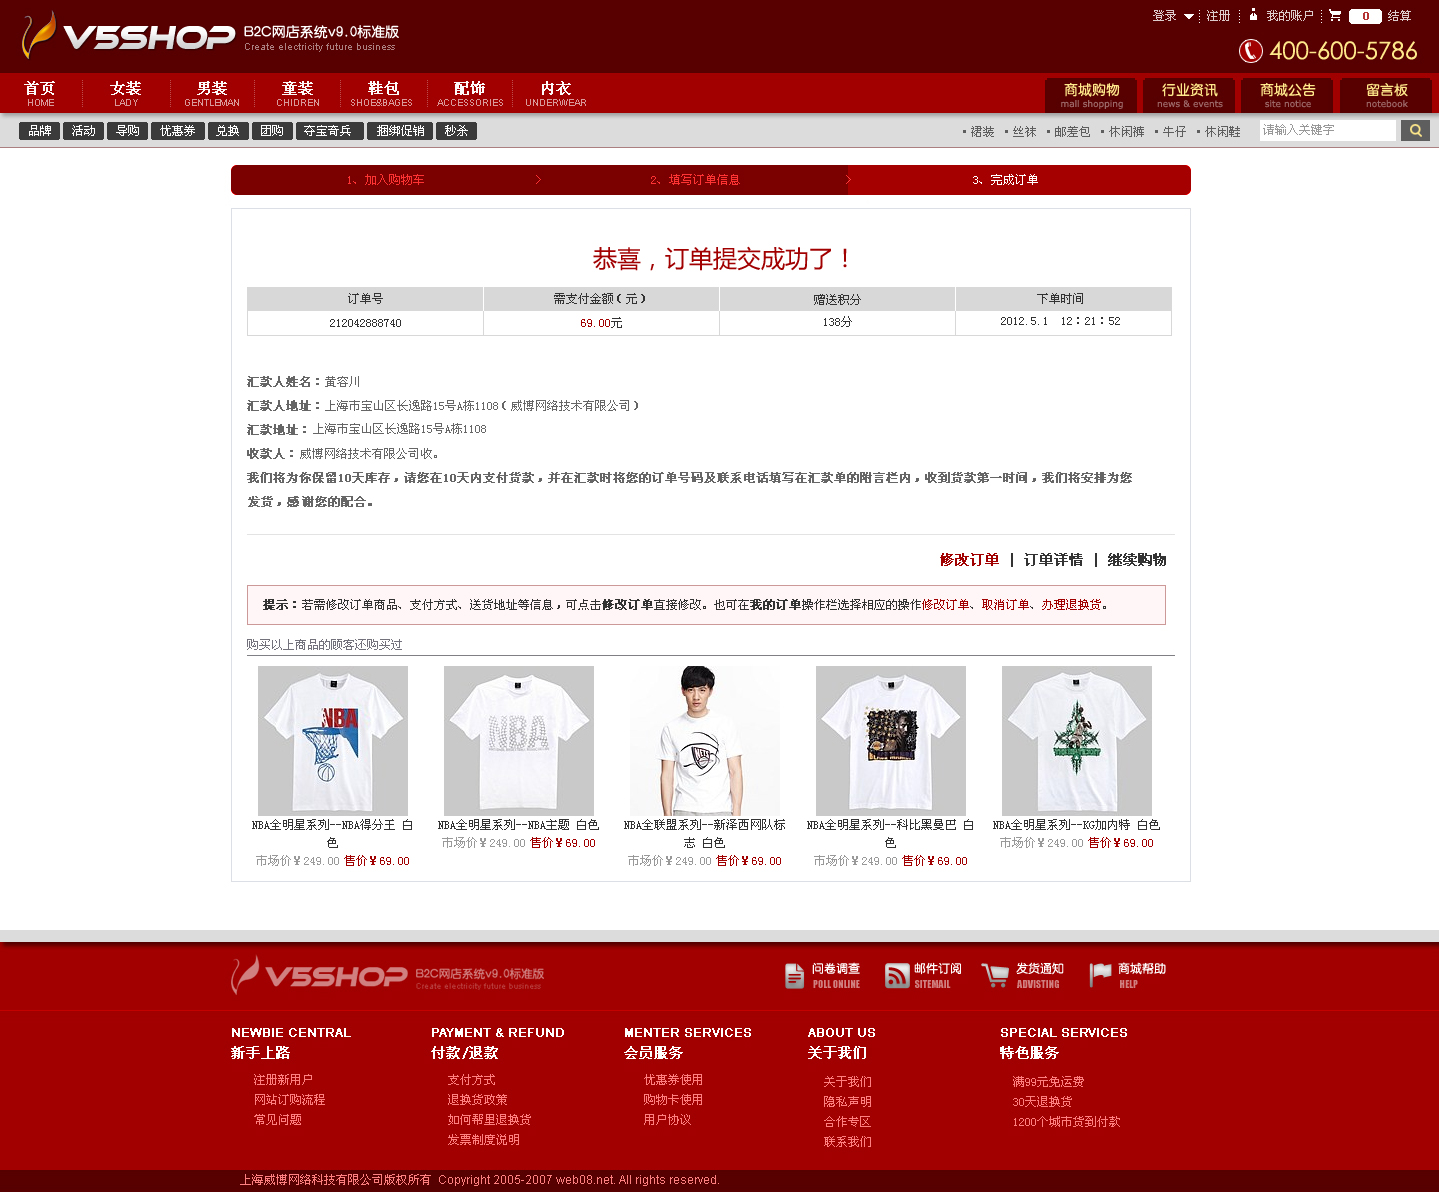 V5SHOP B2C网店系统v9.0标准版
Create electricity future business
登录 注册 我的账户 0 结算
400-600-5786
首页 女装 男装 童装 鞋包 配饰 内衣
HOME LADY GENTLEMAN CHIDREN SHOE&BAGES ACCESSORIES UNDERWEAR
商城购物 行业资讯 商城公告 留言板
mall shopping news & events site notice notebook
品牌 活动 导购 优惠券 兑换 团购 夺宝奇兵 捆绑促销 秒杀
裙装 丝袜 邮差包 休闲裤 牛仔 休闲鞋 请输入关键字
1、加入购物车 2、填写订单信息 3、完成订单
恭喜，订单提交成功了！
订单号 需支付金额（元） 赠送积分 下单时间
212042888740 69.00元 138分 2012.5.1 12：21：52
汇款人姓名：黄容川
汇款人地址：上海市宝山区长逸路15号A栋1108（威博网络技术有限公司）
汇款地址：上海市宝山区长逸路15号A栋1108
收款人：威博网络技术有限公司收。
我们将为你保留10天库存，请您在10天内支付货款，并在汇款时将您的订单号码及联系电话填写在汇款单的附言栏内，收到货款第一时间，我们将安排为您
发货，感谢您的配合。
修改订单 | 订单详情 | 继续购物
提示：若需修改订单商品、支付方式、送货地址等信息，可点击修改订单直接修改。也可在我的订单操作栏选择相应的操作修改订单、取消订单、办理退换货。
购买以上商品的顾客还购买过
NBA
NBA
NBA全明星系列--NBA得分王 白色
市场价¥249.00 售价¥69.00
NBA全明星系列--NBA主题 白色
市场价¥249.00 售价¥69.00
NBA全联盟系列--新泽西网队标志 白色
市场价¥249.00 售价¥69.00
NBA全明星系列--科比黑曼巴 白色
市场价¥249.00 售价¥69.00
NBA全明星系列--KG加内特 白色
市场价¥249.00 售价¥69.00
V5SHOP B2C网店系统v9.0标准版
Create electricity future business
问卷调查 邮件订阅 发货通知 商城帮助
POLL ONLINE SITEMAIL ADVISTING HELP
NEWBIE CENTRAL
新手上路
注册新用户
网站订购流程
常见问题
PAYMENT & REFUND
付款/退款
支付方式
退换货政策
如何帮里退换货
发票制度说明
MENTER SERVICES
会员服务
优惠券使用
购物卡使用
用户协议
ABOUT US
关于我们
关于我们
隐私声明
合作专区
联系我们
SPECIAL SERVICES
特色服务
满99元免运费
30天退换货
1200个城市货到付款
上海威博网络科技有限公司版权所有 Copyright 2005-2007 web08.net. All rights reserved.